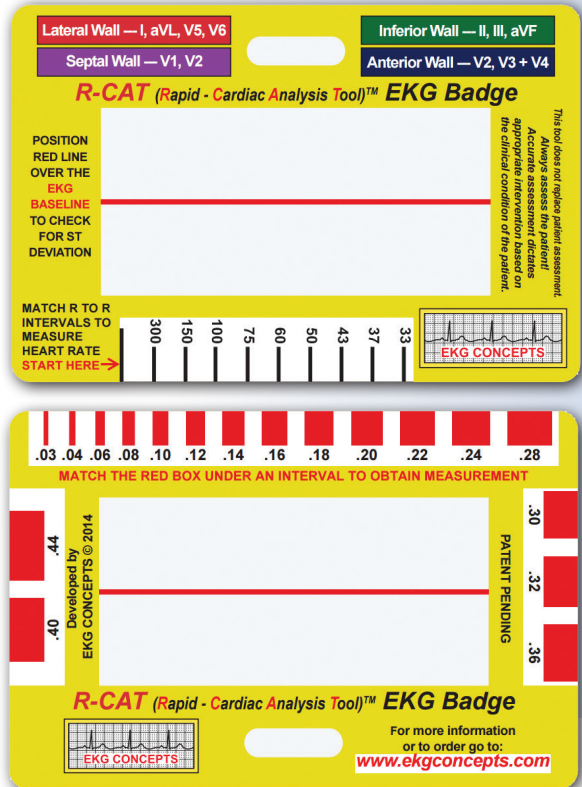 Lateral Wall — I, aVL, V5, V6
Septal Wall — V1, V2
Inferior Wall — II, III, aVF
Anterior Wall — V2, V3 + V4
R-CAT (Rapid - Cardiac Analysis Tool)™ EKG Badge
POSITION
RED LINE
OVER THE
EKG
BASELINE
TO CHECK
FOR ST
DEVIATION
This tool does not replace patient assessment.
Always assess the patient!
Accurate assessment dictates
appropriate intervention based on
the clinical condition of the patient.
MATCH R TO R
INTERVALS TO
MEASURE
HEART RATE
START HERE→
300 150 100 75 60 50 43 37 33
EKG CONCEPTS
.03 .04 .06 .08 .10 .12 .14 .16 .18 .20 .22 .24 .28
MATCH THE RED BOX UNDER AN INTERVAL TO OBTAIN MEASUREMENT
.44
.40
Developed by
EKG CONCEPTS © 2014
PATENT PENDING
.30
.32
.36
R-CAT (Rapid - Cardiac Analysis Tool)™ EKG Badge
EKG CONCEPTS
For more information
or to order go to:
www.ekgconcepts.com